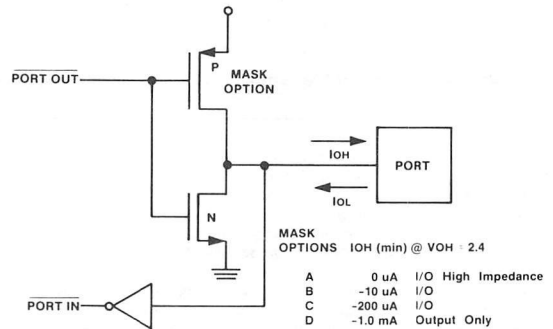 P
MASK
OPTION
PORT OUT
IOH
PORT
IOL
N
MASK
OPTIONS IOH (min) @ VOH = 2.4
A 0 uA I/O High Impedance
B -10 uA I/O
C -200 uA I/O
D -1.0 mA Output Only
PORT IN